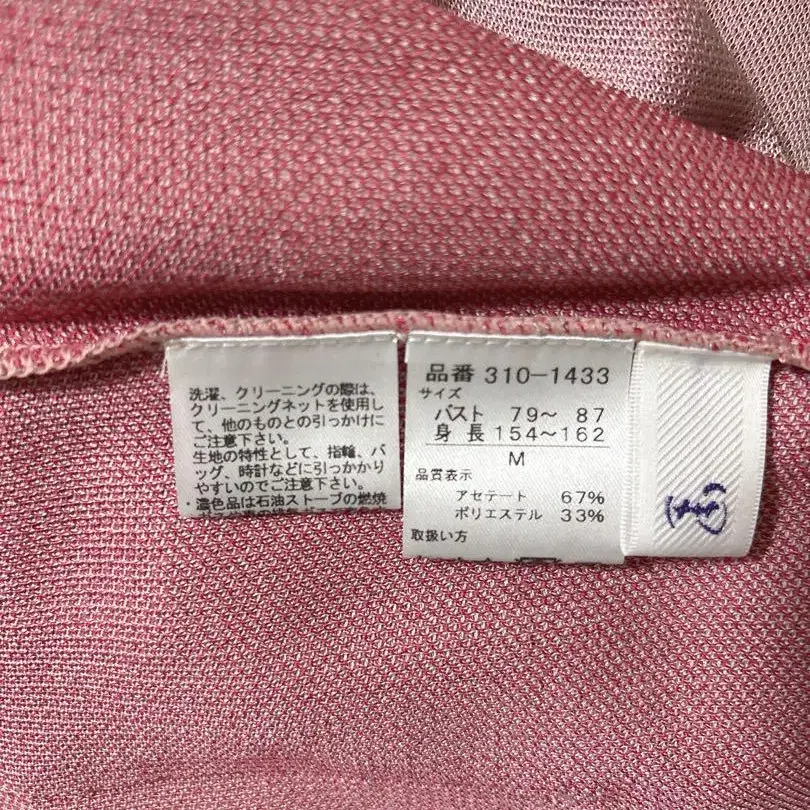 洗濯、クリーニングの際は、
クリーニングネットを使用し
て、他のものとの引っかけに
ご注意下さい。
生地の特性として、指輪、バ
ッグ、時計などに引っかかり
やすいのでご注意下さい。
・濃色品は石油ストーブの燃焼
品番 310-1433
サイズ
バスト 79〜 87
身長 154〜162
M
品質表示
アセテート 67%
ポリエステル 33%
取扱い方